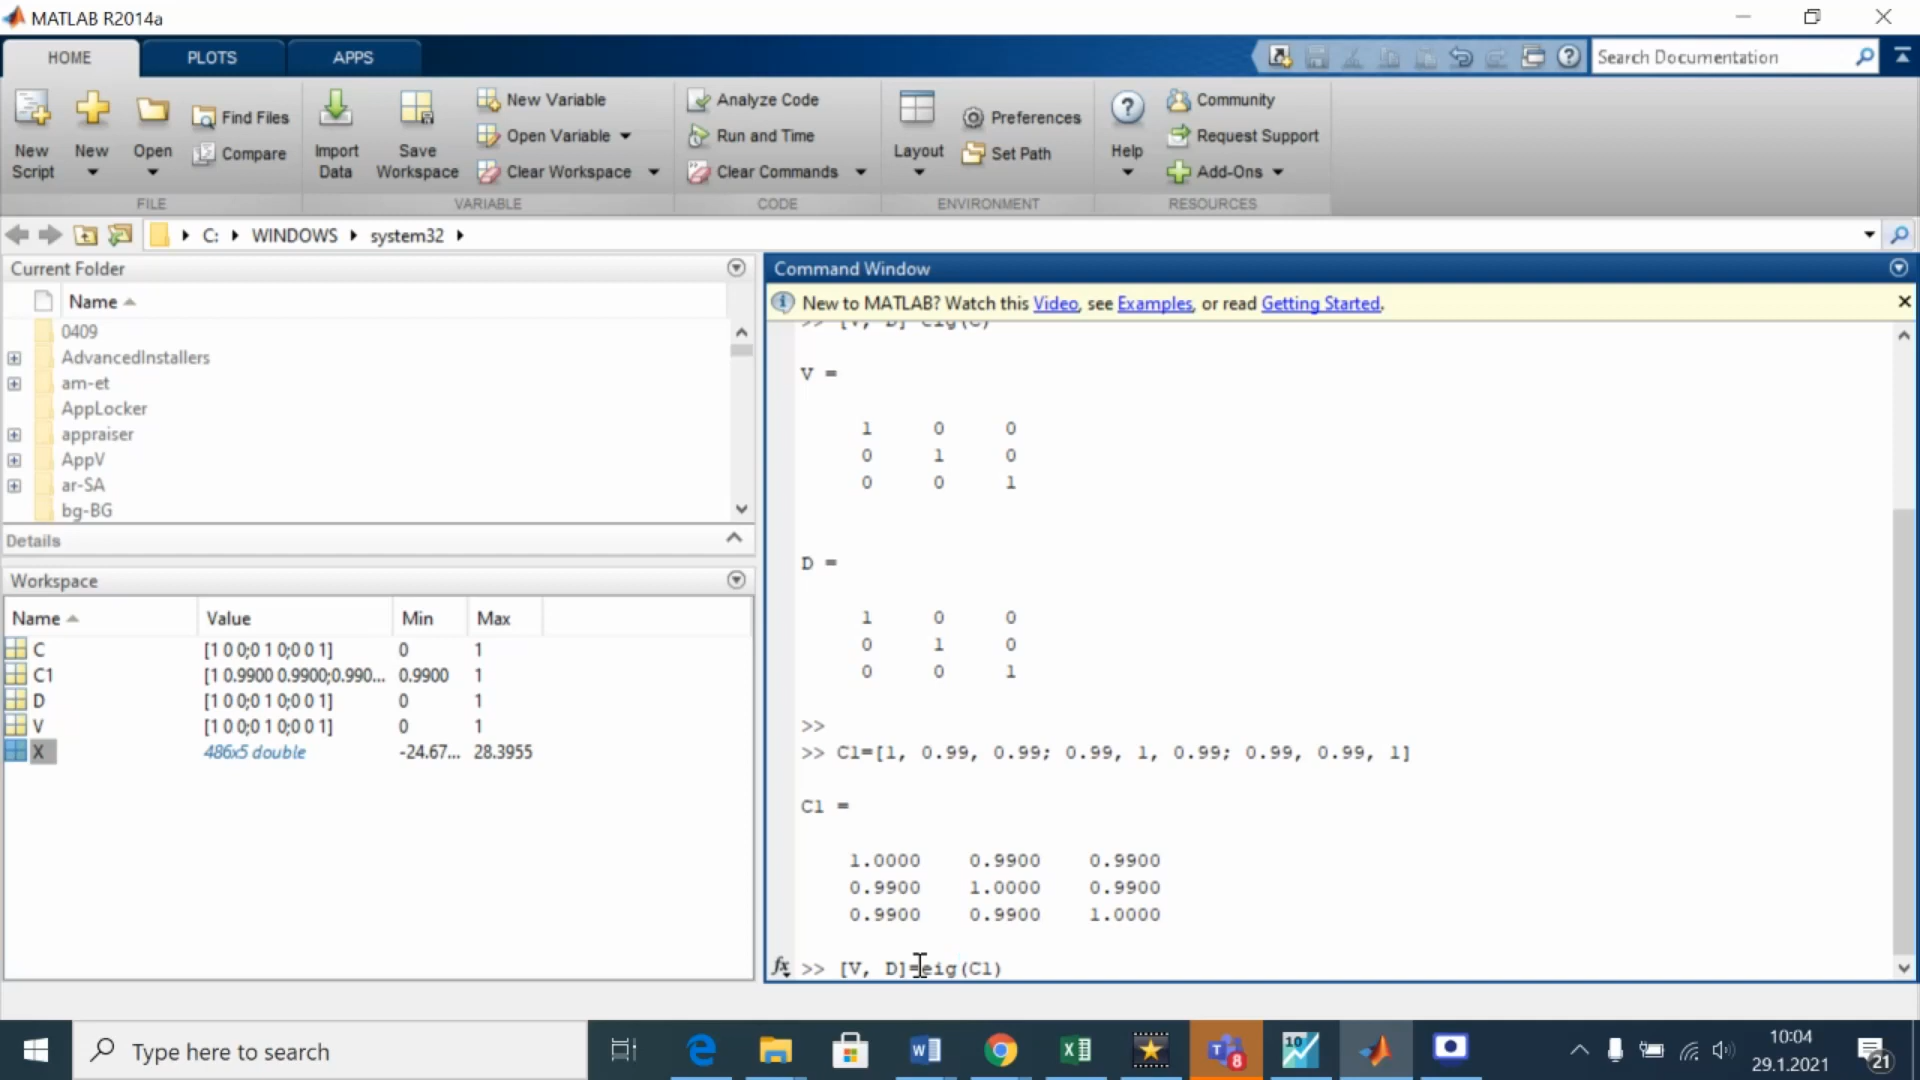 MATLAB R2014a
HOME PLOTS APPS
Search Documentation
New Script
New
Open
Find Files
Compare
FILE
Import Data
Save Workspace
New Variable
Open Variable
Clear Workspace
VARIABLE
Analyze Code
Run and Time
Clear Commands
CODE
Layout
Preferences
Set Path
ENVIRONMENT
Help
Community
Request Support
Add-Ons
RESOURCES
C: WINDOWS system32
Current Folder
Name
0409
AdvancedInstallers
am-et
AppLocker
appraiser
AppV
ar-SA
bg-BG
Details
Workspace
Name Value Min Max
C [1 0 0;0 1 0;0 0 1] 0 1
C1 [1 0.9900 0.9900;0.990... 0.9900 1
D [1 0 0;0 1 0;0 0 1] 0 1
V [1 0 0;0 1 0;0 0 1] 0 1
X 486x5 double -24.67... 28.3955
Command Window
New to MATLAB? Watch this Video, see Examples, or read Getting Started.
>> [V, D]=eig(C)
V =
1 0 0
0 1 0
0 0 1
D =
1 0 0
0 1 0
0 0 1
>>
>> C1=[1, 0.99, 0.99; 0.99, 1, 0.99; 0.99, 0.99, 1]
C1 =
1.0000 0.9900 0.9900
0.9900 1.0000 0.9900
0.9900 0.9900 1.0000
fx >> [V, D]=eig(C1)
Type here to search
10
8
10:04
29.1.2021
21